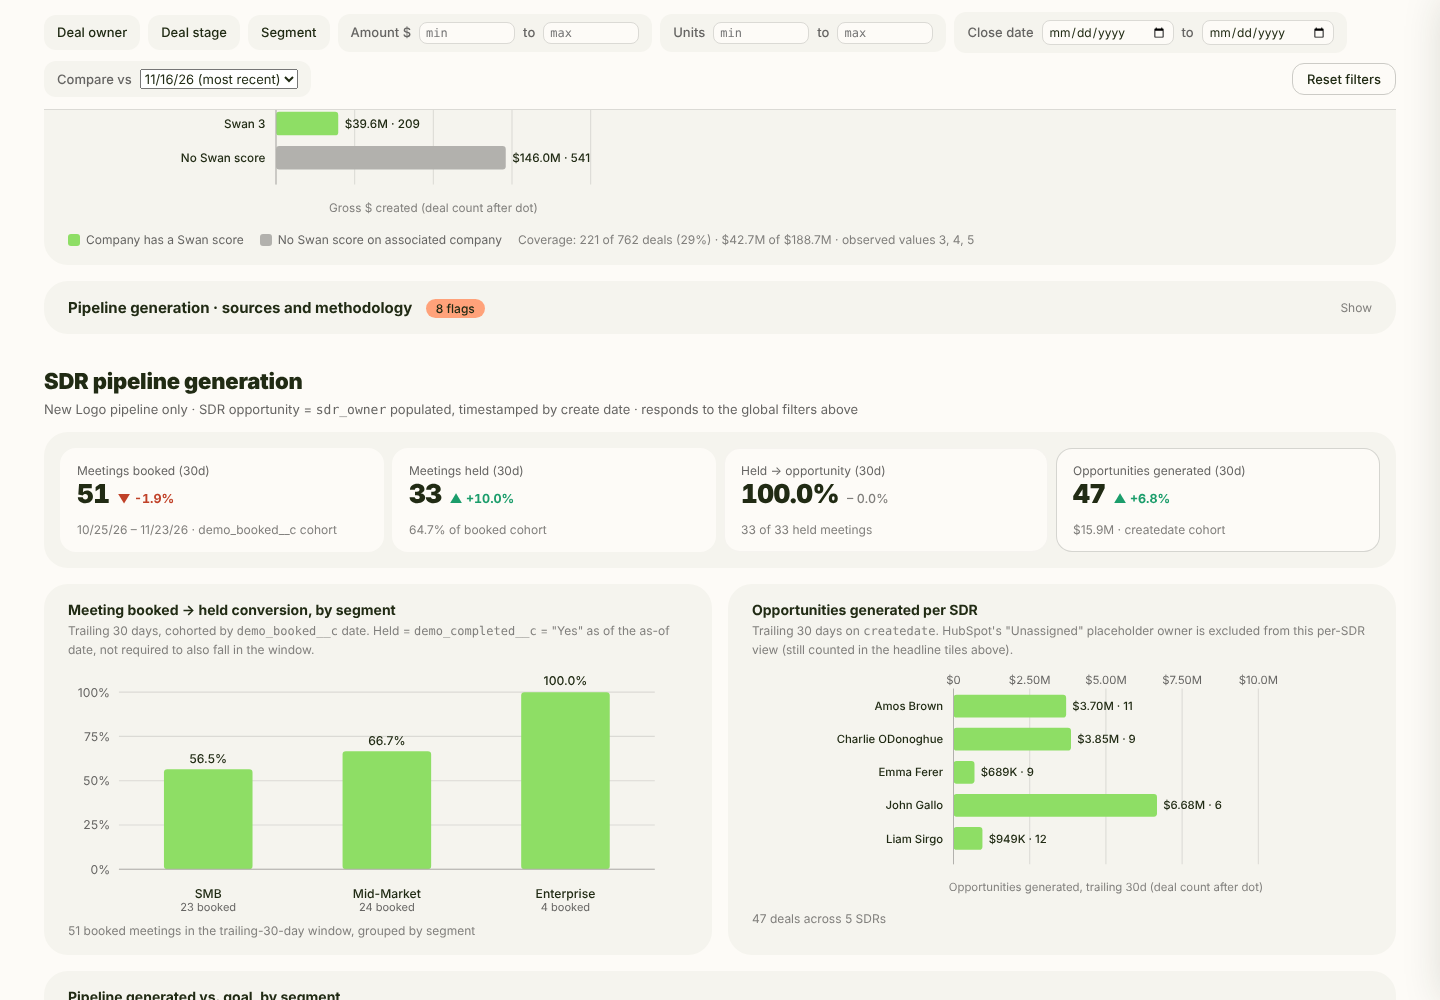 Deal owner Deal stage Segment Amount $ min to max Units min to max Close date mm/dd/yyyy to mm/dd/yyyy
Compare vs 11/16/26 (most recent) Reset filters
Swan 3 $39.6M · 209
No Swan score $146.0M · 541
Gross $ created (deal count after dot)
Company has a Swan score No Swan score on associated company Coverage: 221 of 762 deals (29%) · $42.7M of $188.7M · observed values 3, 4, 5
Pipeline generation · sources and methodology 8 flags Show
SDR pipeline generation
New Logo pipeline only · SDR opportunity = sdr_owner populated, timestamped by create date · responds to the global filters above
Meetings booked (30d)
51 ▼ -1.9%
10/25/26 – 11/23/26 · demo_booked__c cohort
Meetings held (30d)
33 ▲ +10.0%
64.7% of booked cohort
Held → opportunity (30d)
100.0% – 0.0%
33 of 33 held meetings
Opportunities generated (30d)
47 ▲ +6.8%
$15.9M · createdate cohort
Meeting booked → held conversion, by segment
Trailing 30 days, cohorted by demo_booked__c date. Held = demo_completed__c = "Yes" as of the as-of
date, not required to also fall in the window.
100%
75%
50%
25%
0%
56.5%
66.7%
100.0%
SMB
23 booked
Mid-Market
24 booked
Enterprise
4 booked
51 booked meetings in the trailing-30-day window, grouped by segment
Opportunities generated per SDR
Trailing 30 days on createdate. HubSpot's "Unassigned" placeholder owner is excluded from this per-SDR
view (still counted in the headline tiles above).
$0 $2.50M $5.00M $7.50M $10.0M
Amos Brown $3.70M · 11
Charlie ODonoghue $3.85M · 9
Emma Ferer $689K · 9
John Gallo $6.68M · 6
Liam Sirgo $949K · 12
Opportunities generated, trailing 30d (deal count after dot)
47 deals across 5 SDRs
Pipeline generated vs. goal, by segment